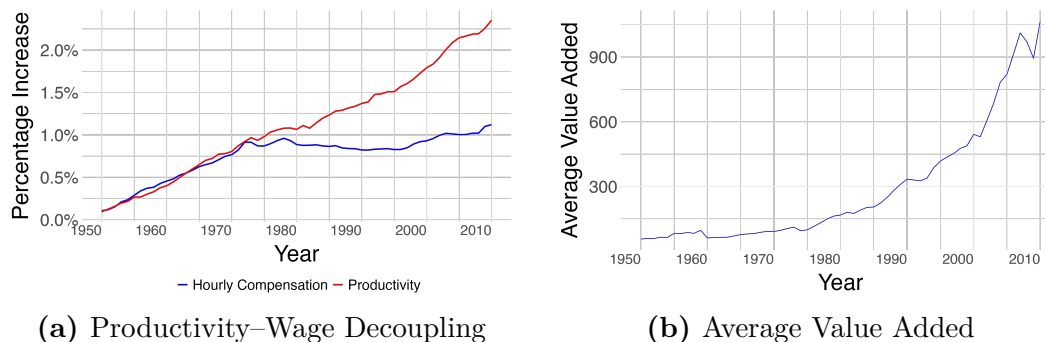 Percentage Increase
2.0%
1.5%
1.0%
0.5%
0.0%
1950 1960 1970 1980 1990 2000 2010
Year
Hourly Compensation Productivity
(a) Productivity–Wage Decoupling
Average Value Added
900
600
300
1950 1960 1970 1980 1990 2000 2010
Year
(b) Average Value Added